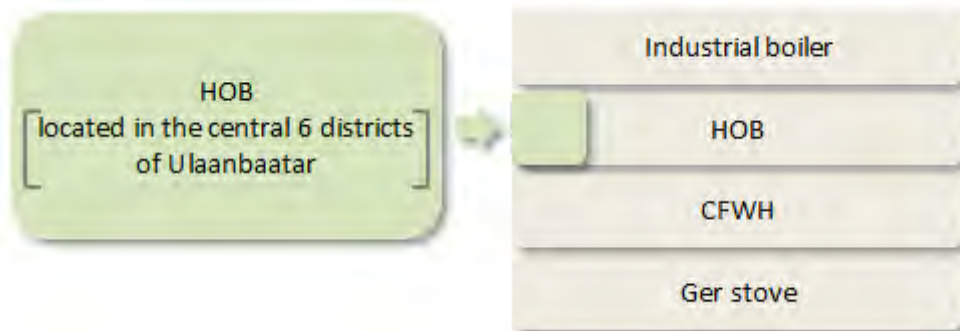 HOB
located in the central 6 districts
of Ulaanbaatar
Industrial boiler
HOB
CFWH
Ger stove